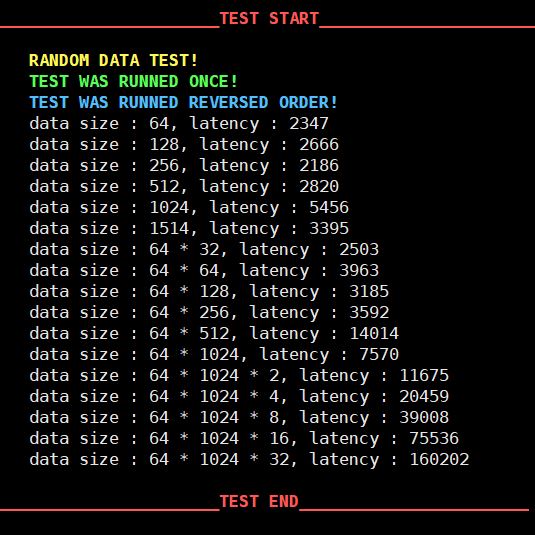 TEST START
RANDOM DATA TEST!
TEST WAS RUNNED ONCE!
TEST WAS RUNNED REVERSED ORDER!
data size : 64, latency : 2347
data size : 128, latency : 2666
data size : 256, latency : 2186
data size : 512, latency : 2820
data size : 1024, latency : 5456
data size : 1514, latency : 3395
data size : 64 * 32, latency : 2503
data size : 64 * 64, latency : 3963
data size : 64 * 128, latency : 3185
data size : 64 * 256, latency : 3592
data size : 64 * 512, latency : 14014
data size : 64 * 1024, latency : 7570
data size : 64 * 1024 * 2, latency : 11675
data size : 64 * 1024 * 4, latency : 20459
data size : 64 * 1024 * 8, latency : 39008
data size : 64 * 1024 * 16, latency : 75536
data size : 64 * 1024 * 32, latency : 160202
TEST END